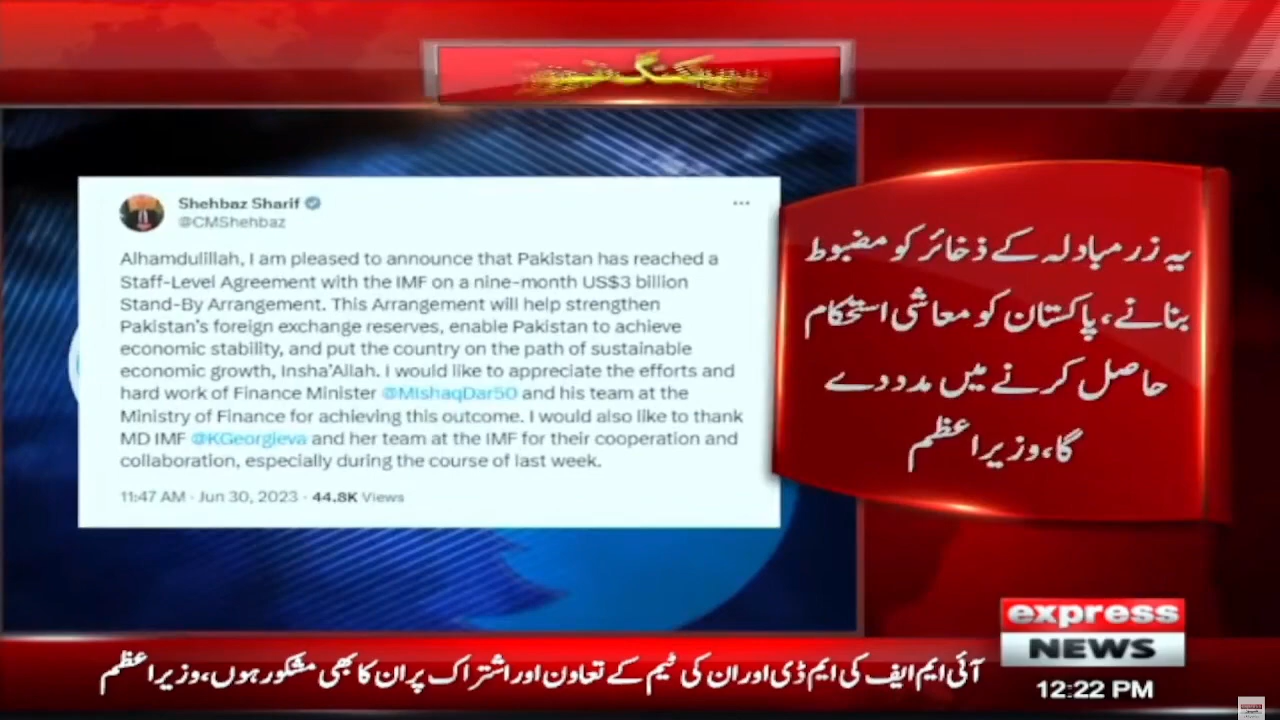 Shehbaz Sharif
@CMShehbaz
Alhamdulillah, I am pleased to announce that Pakistan has reached a
Staff-Level Agreement with the IMF on a nine-month US$3 billion
Stand-By Arrangement. This Arrangement will help strengthen
Pakistan's foreign exchange reserves, enable Pakistan to achieve
economic stability, and put the country on the path of sustainable
economic growth, Insha'Allah. I would like to appreciate the efforts and
hard work of Finance Minister @MIshaqDar50 and his team at the
Ministry of Finance for achieving this outcome. I would also like to thank
MD IMF @KGeorgieva and her team at the IMF for their cooperation and
collaboration, especially during the course of last week.
11:47 AM · Jun 30, 2023 · 44.8K Views
یہ زرمبادلہ کے ذخائر کو مضبوط
بنانے، پاکستان کو معاشی استحکام
حاصل کرنے میں مدد دے
گا، وزیراعظم
express
NEWS
12:22 PM
آئی ایم ایف کی ایم ڈی اور ان کی ٹیم کے تعاون اور اشتراک پر ان کا بھی مشکور ہوں، وزیراعظم